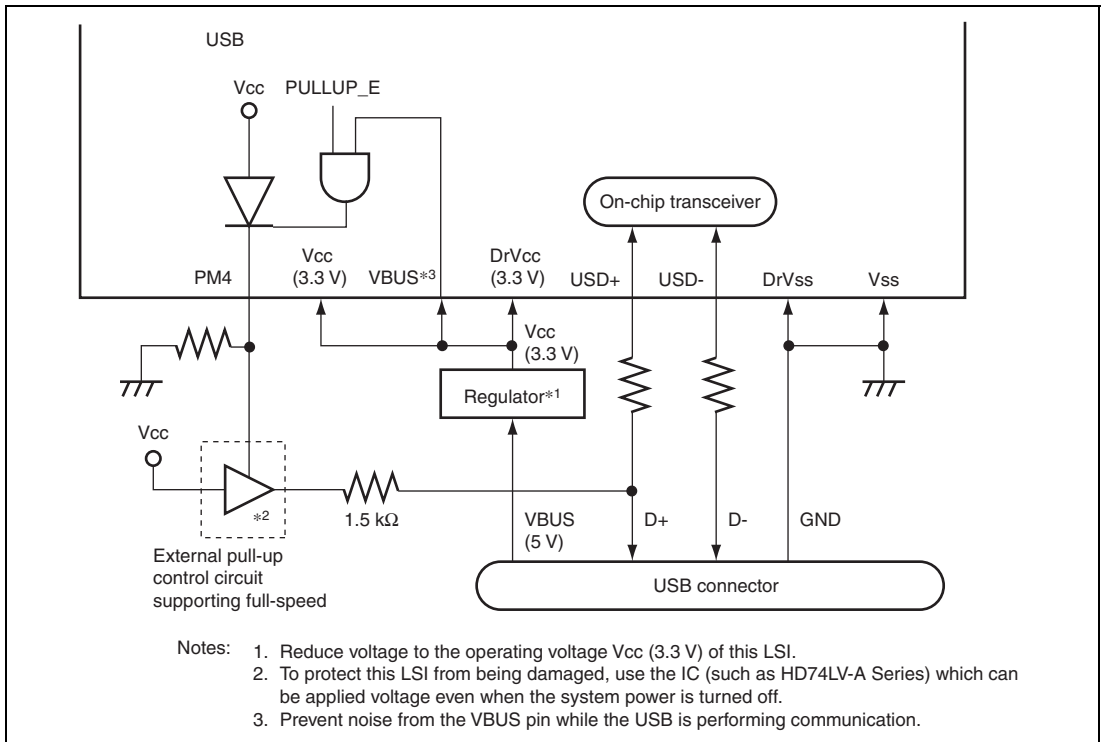 USB
Vcc
PULLUP_E
On-chip transceiver
PM4
Vcc
(3.3 V)
VBUS*3
DrVcc
(3.3 V)
USD+
USD-
DrVss
Vss
Vcc
(3.3 V)
Regulator*1
Vcc
*2
1.5 kΩ
VBUS
(5 V)
D+
D-
GND
External pull-up
control circuit
supporting full-speed
USB connector
Notes: 1. Reduce voltage to the operating voltage Vcc (3.3 V) of this LSI.
2. To protect this LSI from being damaged, use the IC (such as HD74LV-A Series) which can
be applied voltage even when the system power is turned off.
3. Prevent noise from the VBUS pin while the USB is performing communication.